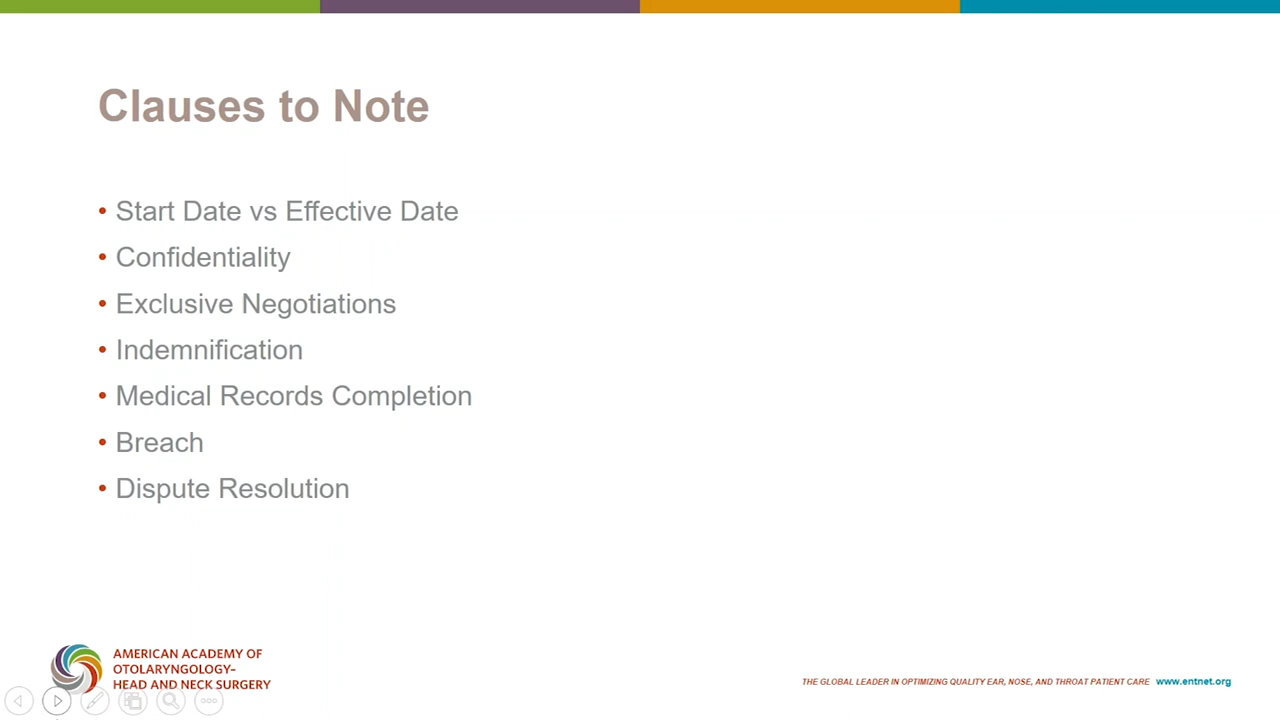 Clauses to Note
• Start Date vs Effective Date
• Confidentiality
• Exclusive Negotiations
• Indemnification
• Medical Records Completion
• Breach
• Dispute Resolution
AMERICAN ACADEMY OF
OTOLARYNGOLOGY–
HEAD AND NECK SURGERY
THE GLOBAL LEADER IN OPTIMIZING QUALITY EAR, NOSE, AND THROAT PATIENT CARE www.entnet.org